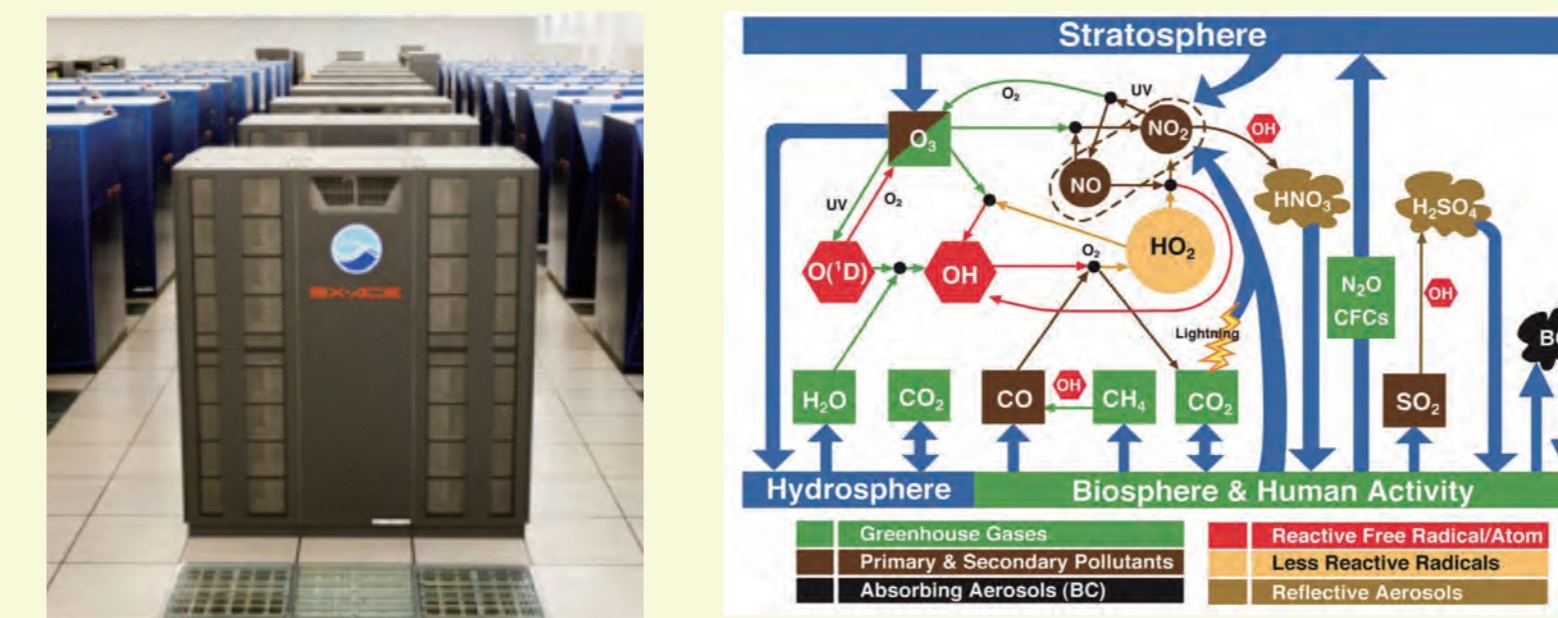 SX-ACE
Stratosphere
O₂
UV
O₃
NO₂
OH
NO
HNO₃
H₂SO₄
UV
O₂
HO₂
O(¹D)
OH
O₂
N₂O
CFCs
OH
Lightning
H₂O
CO₂
CO
OH
CH₄
CO₂
SO₂
Hydrosphere
Biosphere & Human Activity
Greenhouse Gases
Primary & Secondary Pollutants
Absorbing Aerosols (BC)
Reactive Free Radical/Atom
Less Reactive Radicals
Reflective Aerosols